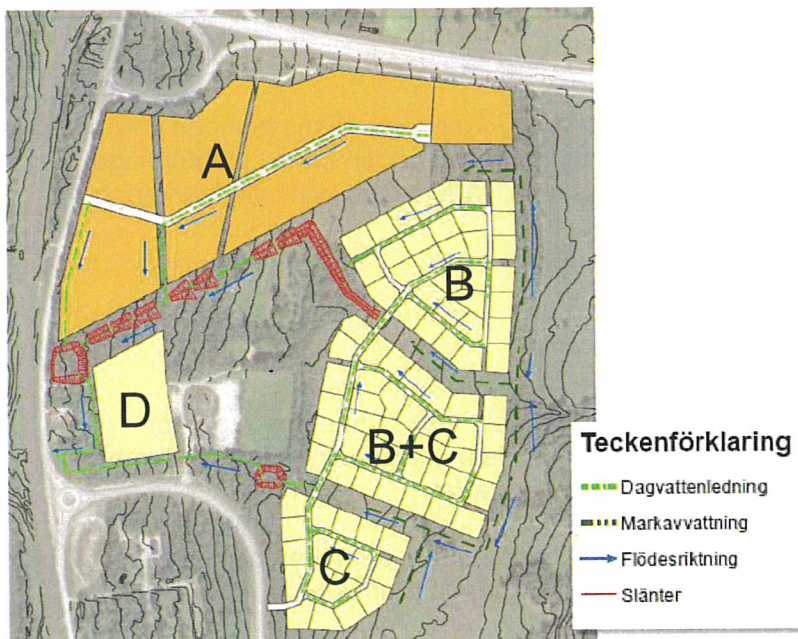 A
B
D
B+C
C
Teckenförklaring
Dagvattenledning
Markavvattning
Flödesriktning
Slänter